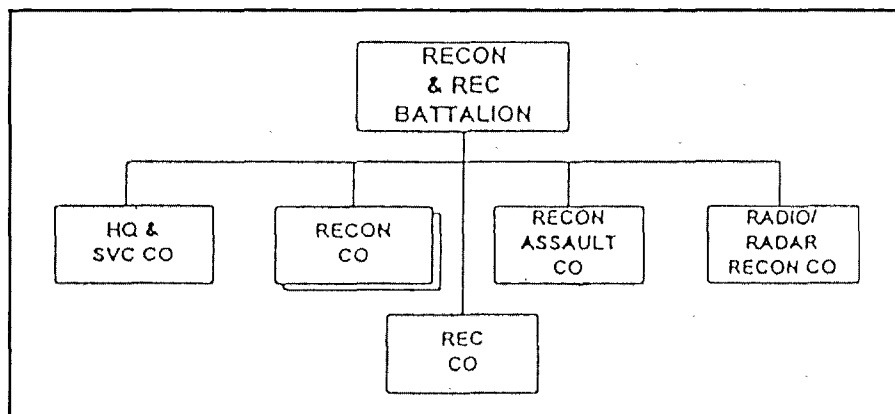 RECON
& REC
BATTALION
HQ &
SVC CO
RECON
CO
RECON
ASSAULT
CO
RADIO/
RADAR
RECON CO
REC
CO